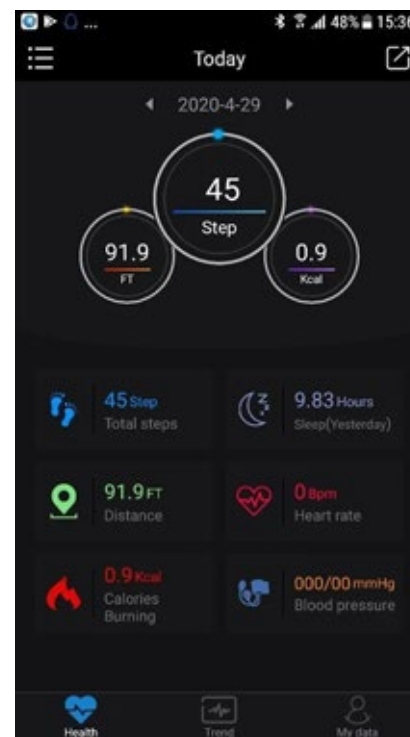 ... 48% 15:36
Today
2020-4-29
45
Step
91.9
FT
0.9
Kcal
45 Step
Total steps
9.83 Hours
Sleep(Yesterday)
91.9 FT
Distance
0 Bpm
Heart rate
0.9 Kcal
Calories
Burning
000/00 mmHg
Blood pressure
Health
Trend
My data